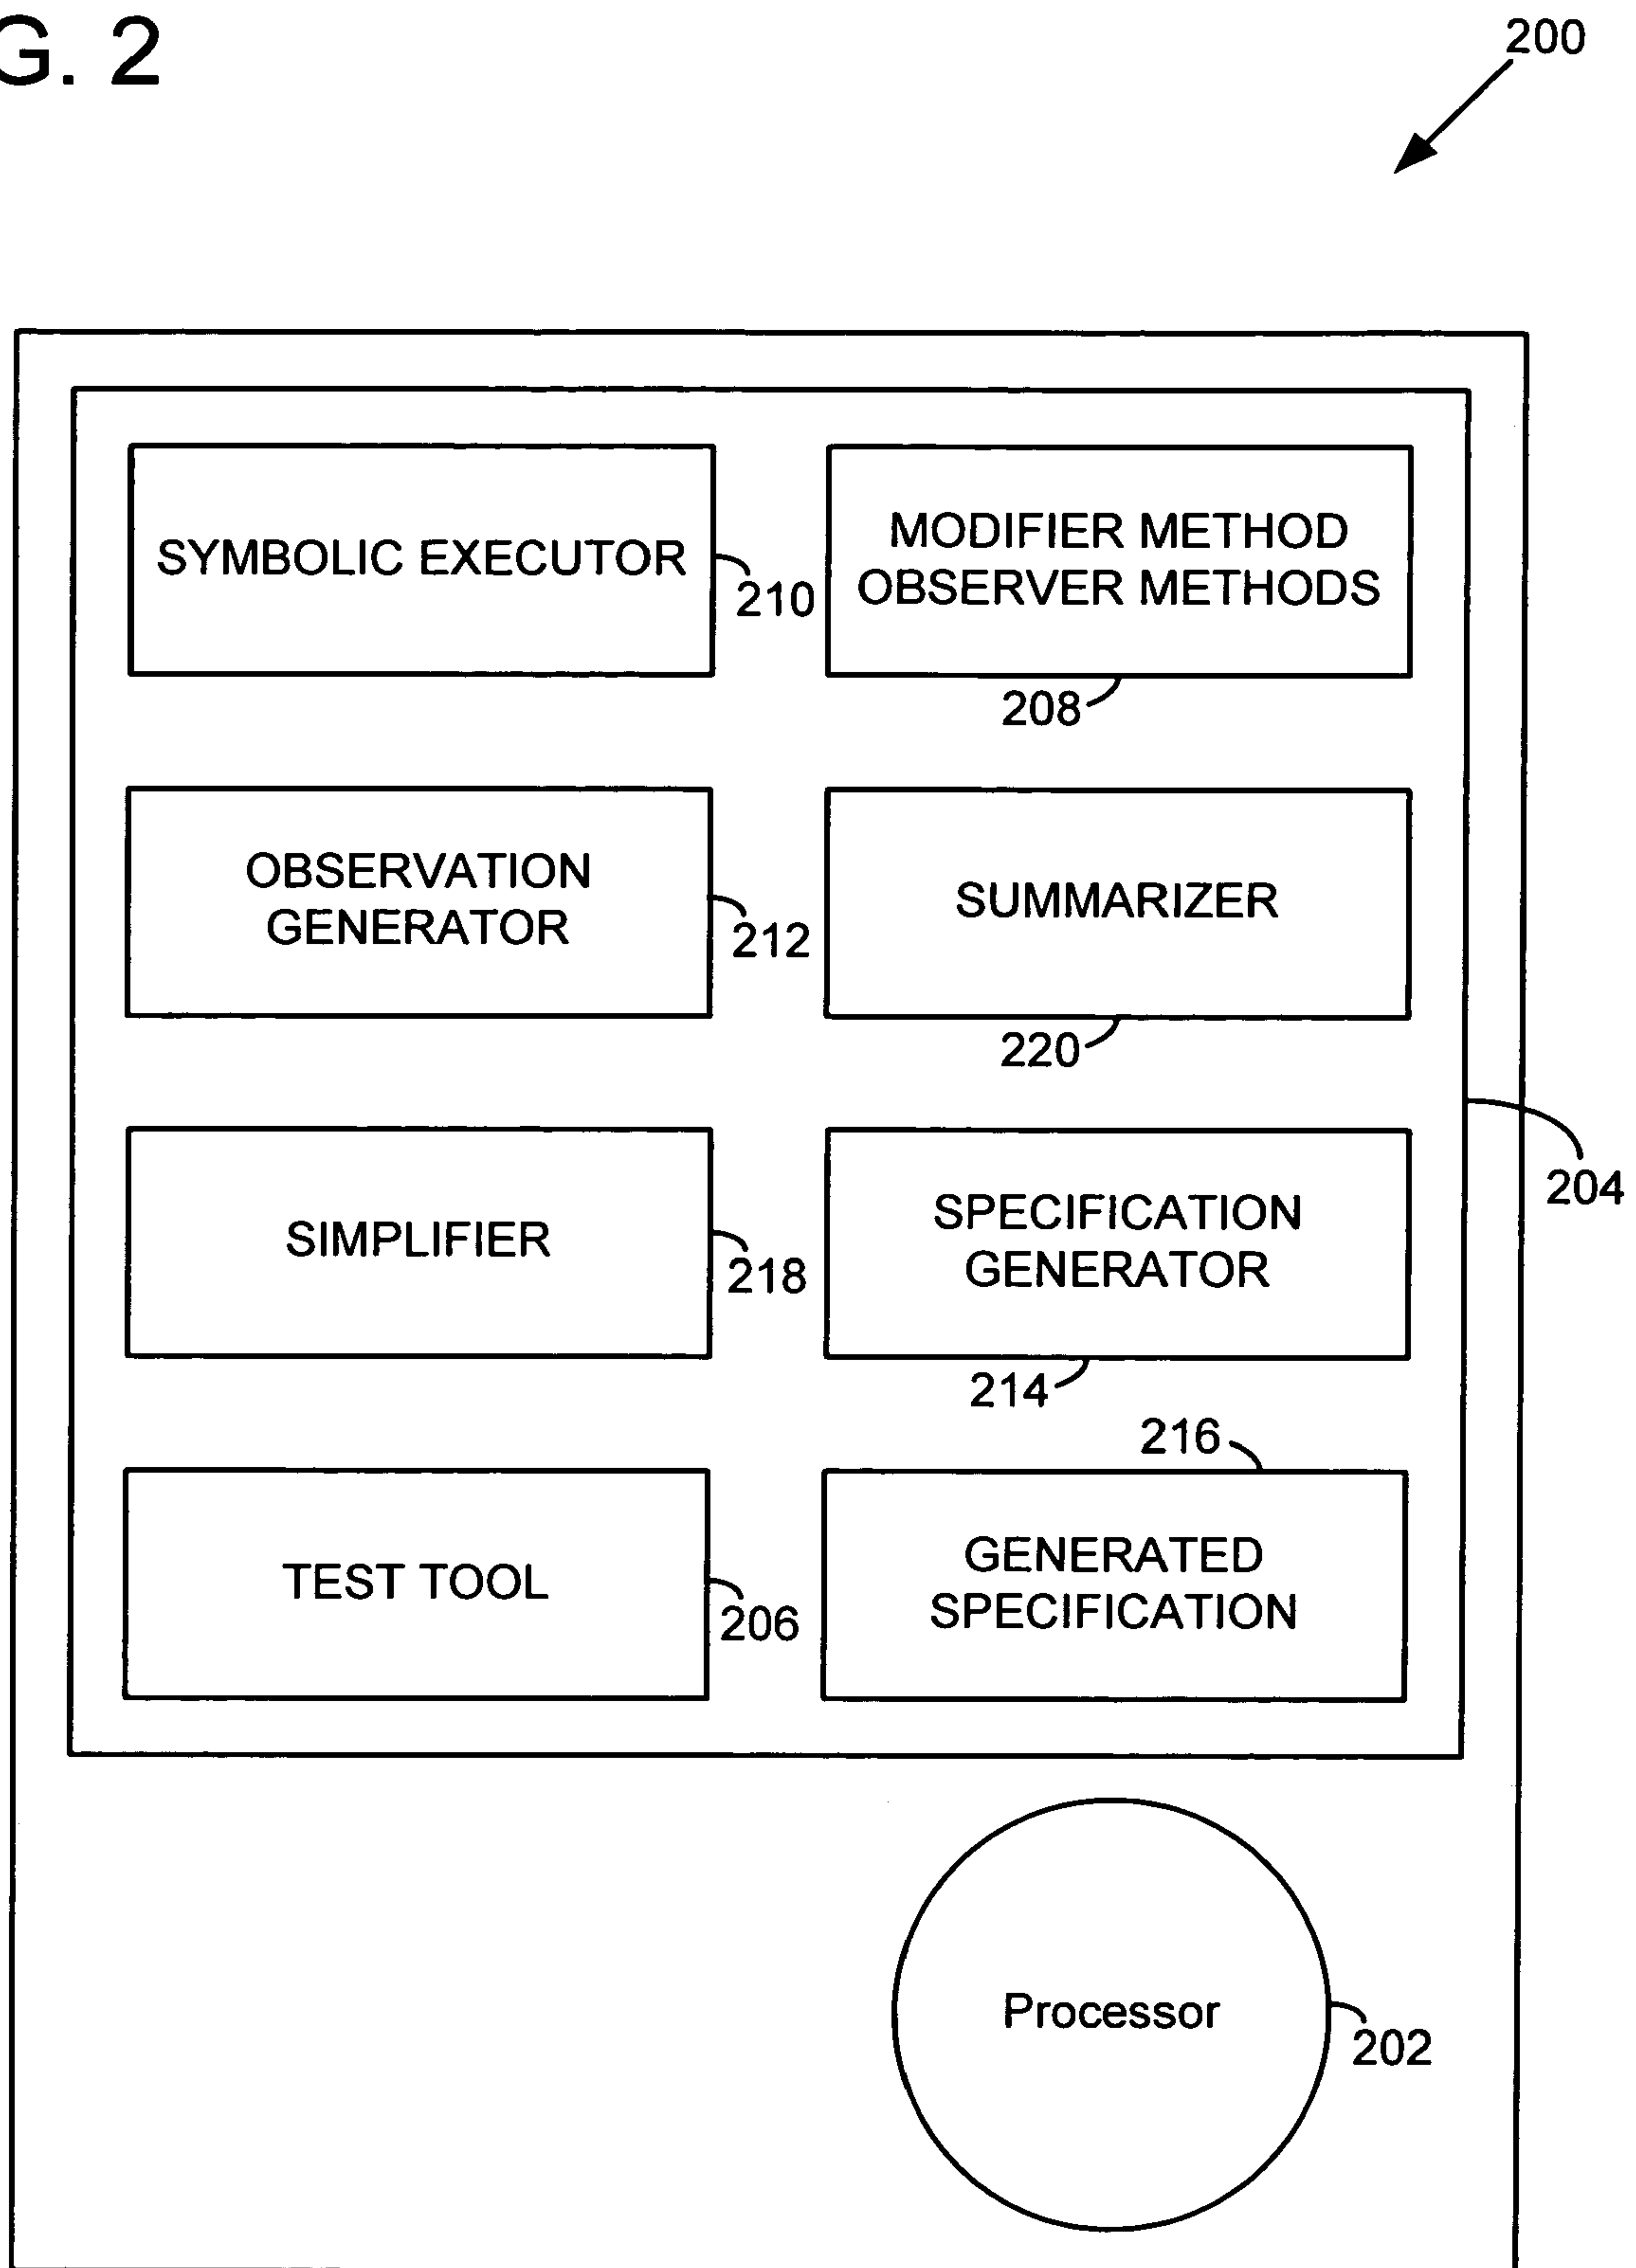 G. 2
200
SYMBOLIC EXECUTOR
210
MODIFIER METHOD
OBSERVER METHODS
208
OBSERVATION
GENERATOR
212
SUMMARIZER
220
SIMPLIFIER
218
SPECIFICATION
GENERATOR
214
204
TEST TOOL
206
216
GENERATED
SPECIFICATION
Processor
202